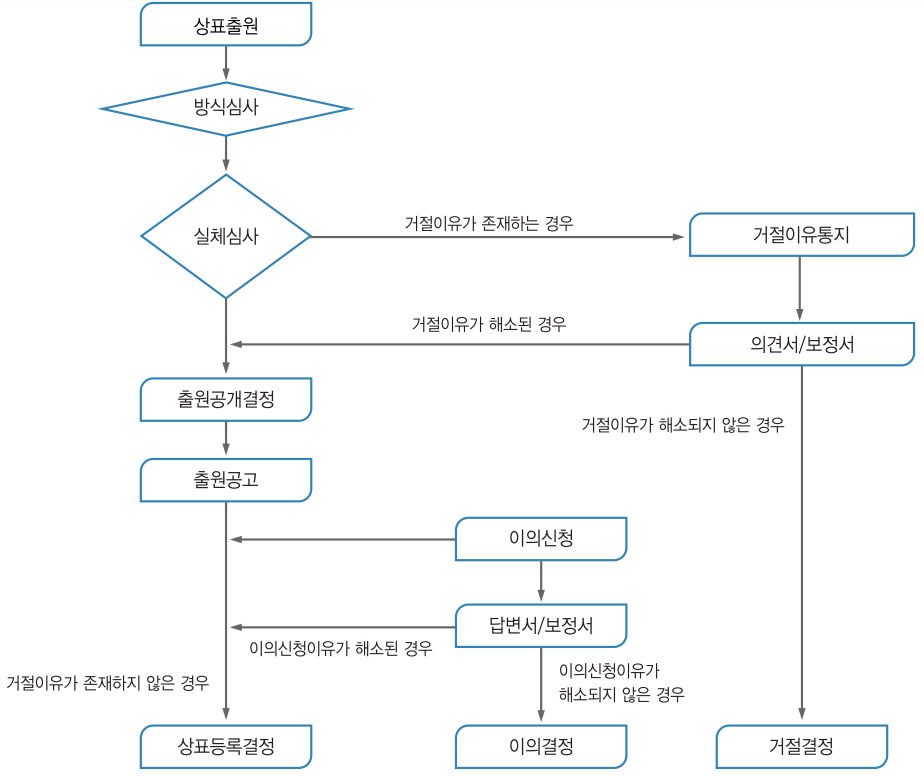 상표출원
방식심사
실체심사
거절이유가 존재하는 경우
거절이유통지
거절이유가 해소된 경우
의견서/보정서
출원공개결정
거절이유가 해소되지 않은 경우
출원공고
이의신청
답변서/보정서
이의신청이유가 해소된 경우
이의신청이유가
해소되지 않은 경우
거절이유가 존재하지 않은 경우
상표등록결정
이의결정
거절결정